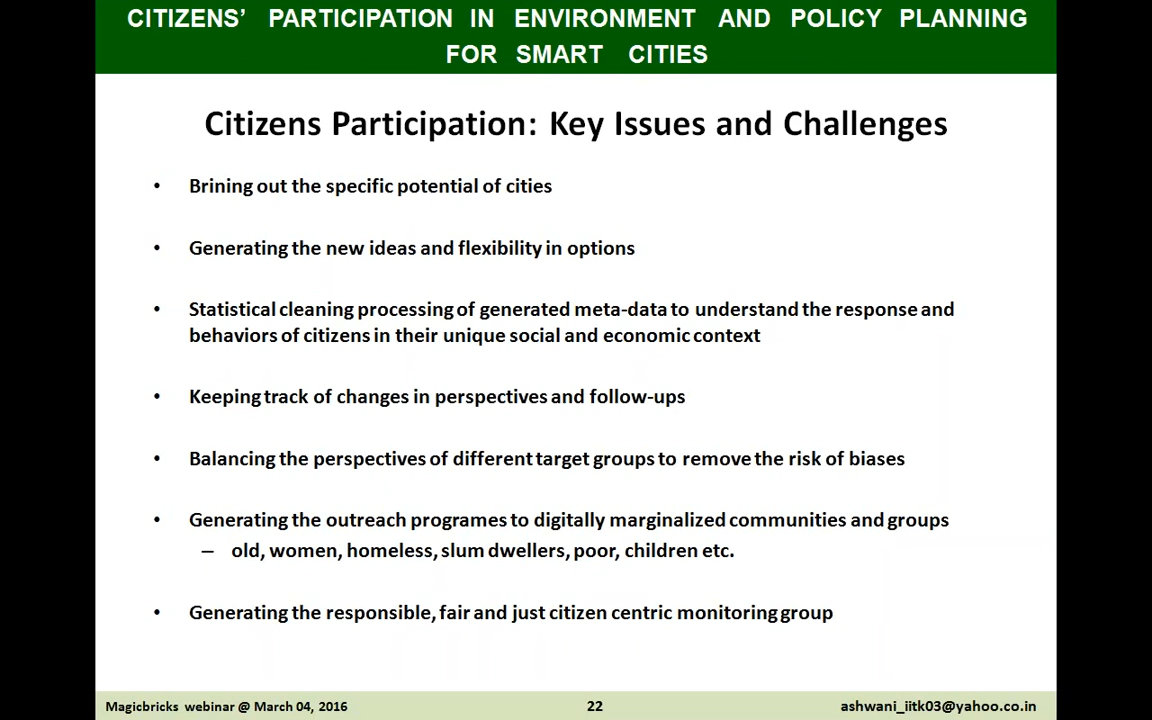 CITIZENS’ PARTICIPATION IN ENVIRONMENT AND POLICY PLANNING
FOR SMART CITIES
Citizens Participation: Key Issues and Challenges
• Brining out the specific potential of cities
• Generating the new ideas and flexibility in options
• Statistical cleaning processing of generated meta-data to understand the response and
behaviors of citizens in their unique social and economic context
• Keeping track of changes in perspectives and follow-ups
• Balancing the perspectives of different target groups to remove the risk of biases
• Generating the outreach programes to digitally marginalized communities and groups
– old, women, homeless, slum dwellers, poor, children etc.
• Generating the responsible, fair and just citizen centric monitoring group
Magicbricks webinar @ March 04, 2016 22 ashwani_iitk03@yahoo.co.in